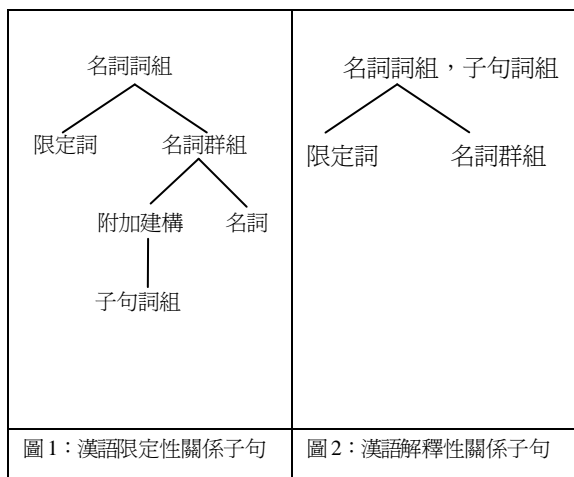 名詞詞組
限定詞 名詞群組
附加建構 名詞
子句詞組
圖1：漢語限定性關係子句
名詞詞組，子句詞組
限定詞 名詞群組
圖2：漢語解釋性關係子句